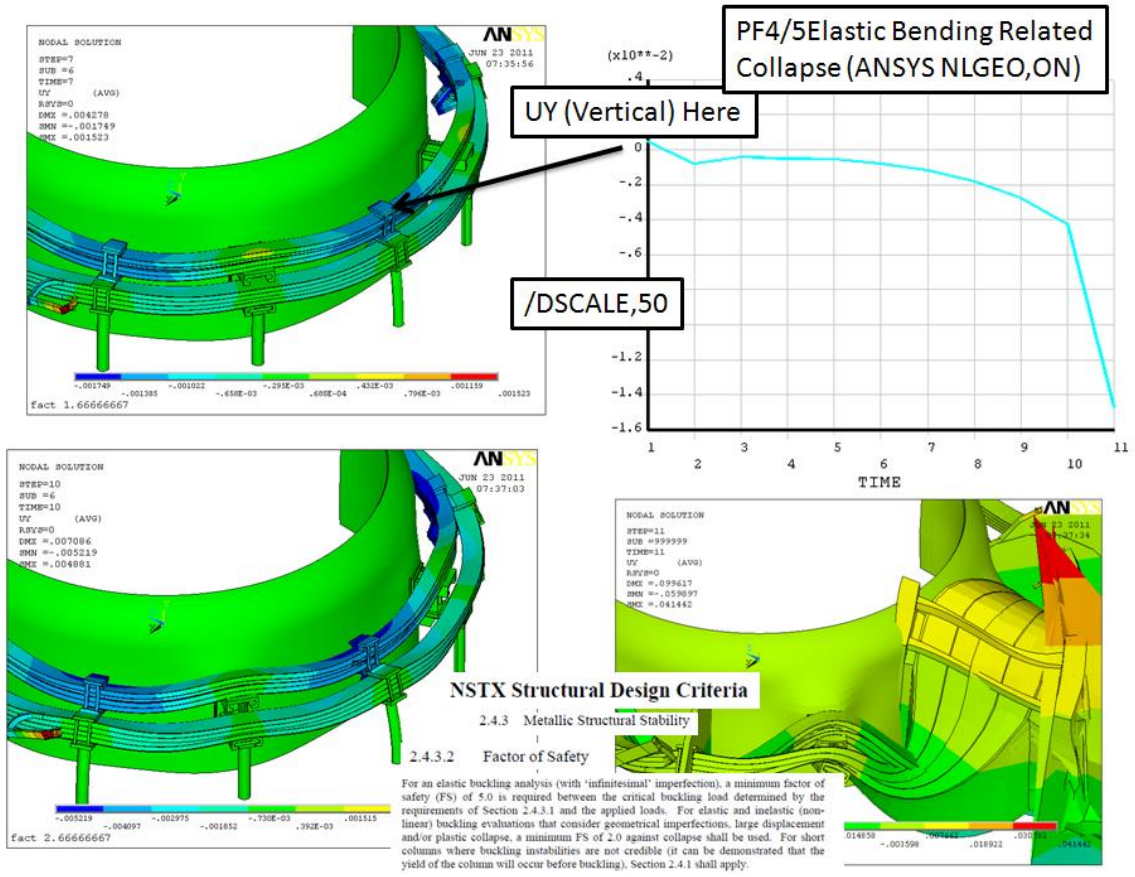 NODAL SOLUTION
STEP=7
SUB =6
TIME=7
UY (AVG)
RSYS=0
DMX =.004278
SMN =-.001749
SMX =.001523
ANSYS
JUN 23 2011
07:35:56
-.001749
-.001385
-.001022
-.658E-03
-.295E-03
.688E-04
.432E-03
.796E-03
.001159
.001523
fact 1.66666667
PF4/5Elastic Bending Related
Collapse (ANSYS NLGEO,ON)
UY (Vertical) Here
/DSCALE,50
(x10**-2)
.4
0
-.2
-.4
-.6
-1.2
-1.4
-1.6
1
2
3
4
5
6
7
8
9
10
11
TIME
NODAL SOLUTION
STEP=10
SUB =6
TIME=10
UY (AVG)
RSYS=0
DMX =.007086
SMN =-.005219
SMX =.004881
ANSYS
JUN 23 2011
07:37:03
-.005219
-.004097
-.002975
-.001852
-.730E-03
.392E-03
.001515
fact 2.66666667
NODAL SOLUTION
STEP=11
SUB =999999
TIME=11
UY (AVG)
RSYS=0
DMX =.099617
SMN =-.059897
SMX =.041442
ANSYS
2011
-.003598
.018922
.041442
NSTX Structural Design Criteria
2.4.3 Metallic Structural Stability
2.4.3.2 Factor of Safety
For an elastic buckling analysis (with ‘infinitesimal’ imperfection), a minimum factor of
safety (FS) of 5.0 is required between the critical buckling load determined by the
requirements of Section 2.4.3.1 and the applied loads. For elastic and inelastic (non-
linear) buckling evaluations that consider geometrical imperfections, large displacement
and/or plastic collapse, a minimum FS of 2.0 against collapse shall be used. For short
columns where buckling instabilities are not credible (it can be demonstrated that the
yield of the column will occur before buckling), Section 2.4.1 shall apply.